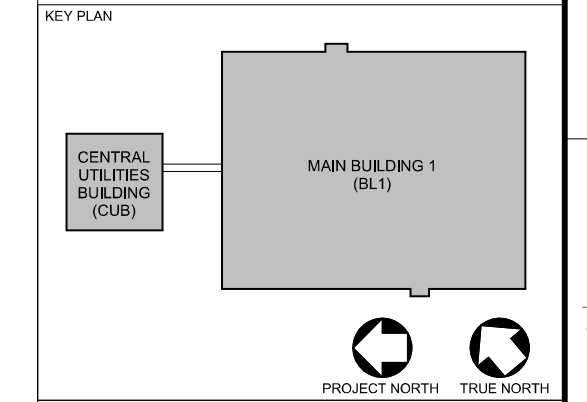 KEY PLAN
CENTRAL
UTILITIES
BUILDING
(CUB)
MAIN BUILDING 1
(BL1)
PROJECT NORTH
TRUE NORTH